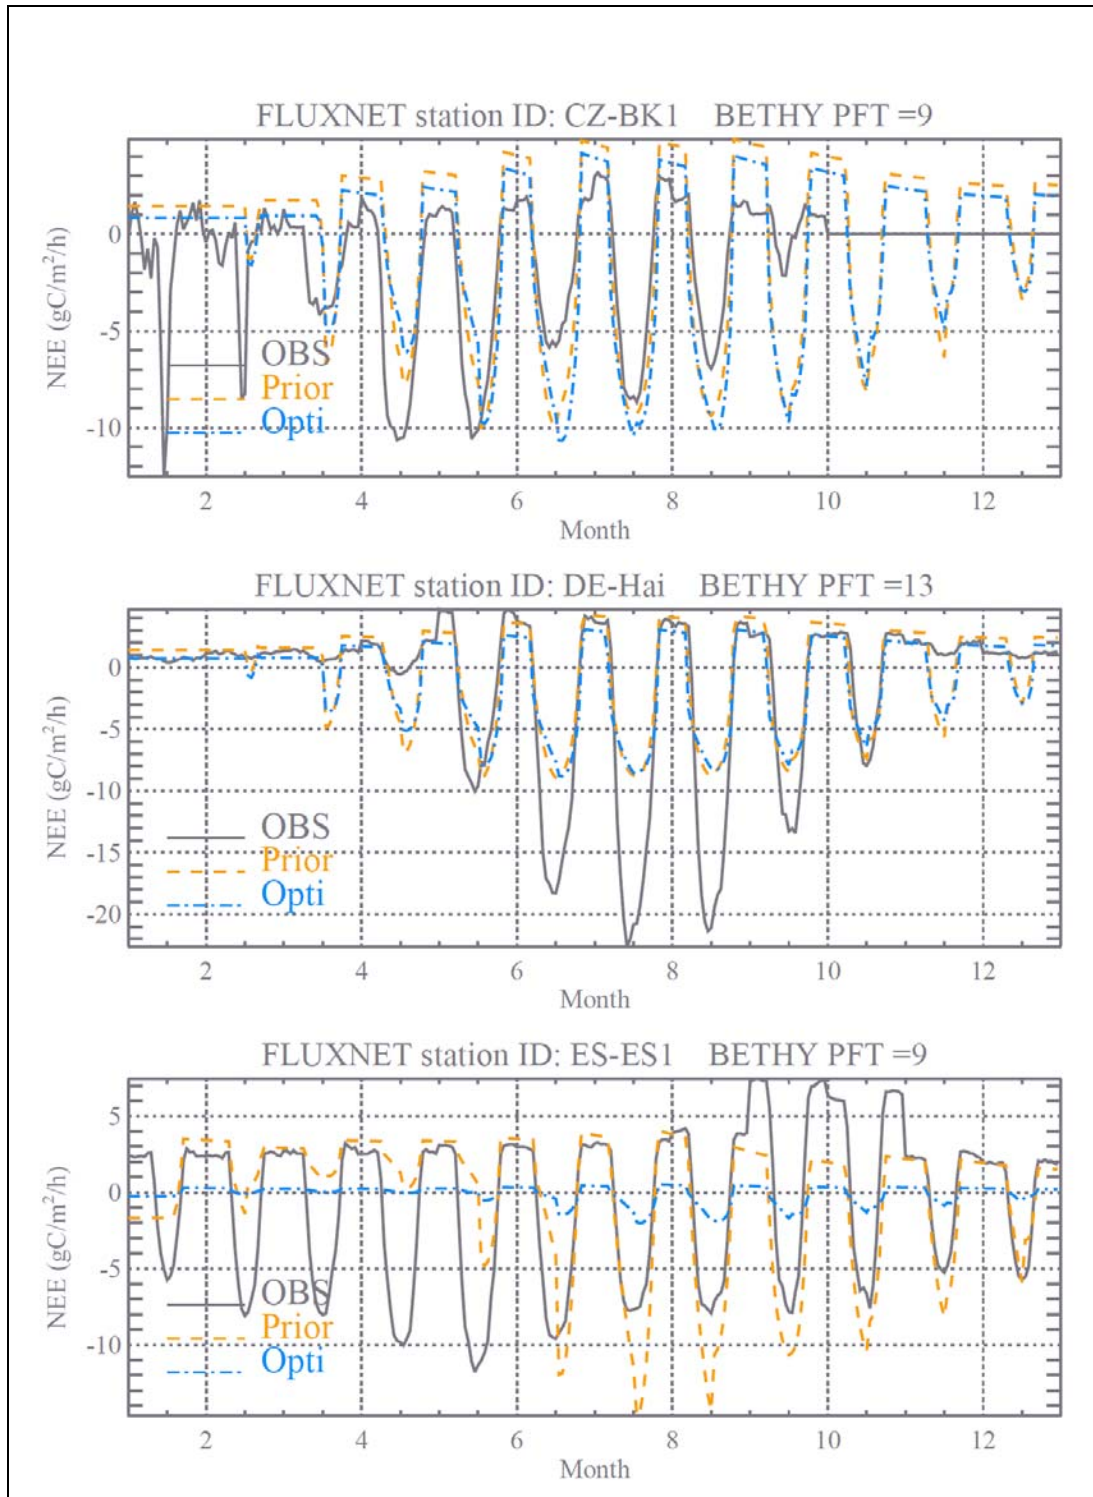 FLUXNET station ID: CZ-BK1 BETHY PFT =9
NEE (gC/m²/h)
0
-5
-10
OBS
Prior
Opti
2 4 6 8 10 12
Month
FLUXNET station ID: DE-Hai BETHY PFT =13
NEE (gC/m²/h)
0
-5
-10
-15
-20
OBS
Prior
Opti
2 4 6 8 10 12
Month
FLUXNET station ID: ES-ES1 BETHY PFT =9
NEE (gC/m²/h)
5
0
-5
-10
OBS
Prior
Opti
2 4 6 8 10 12
Month